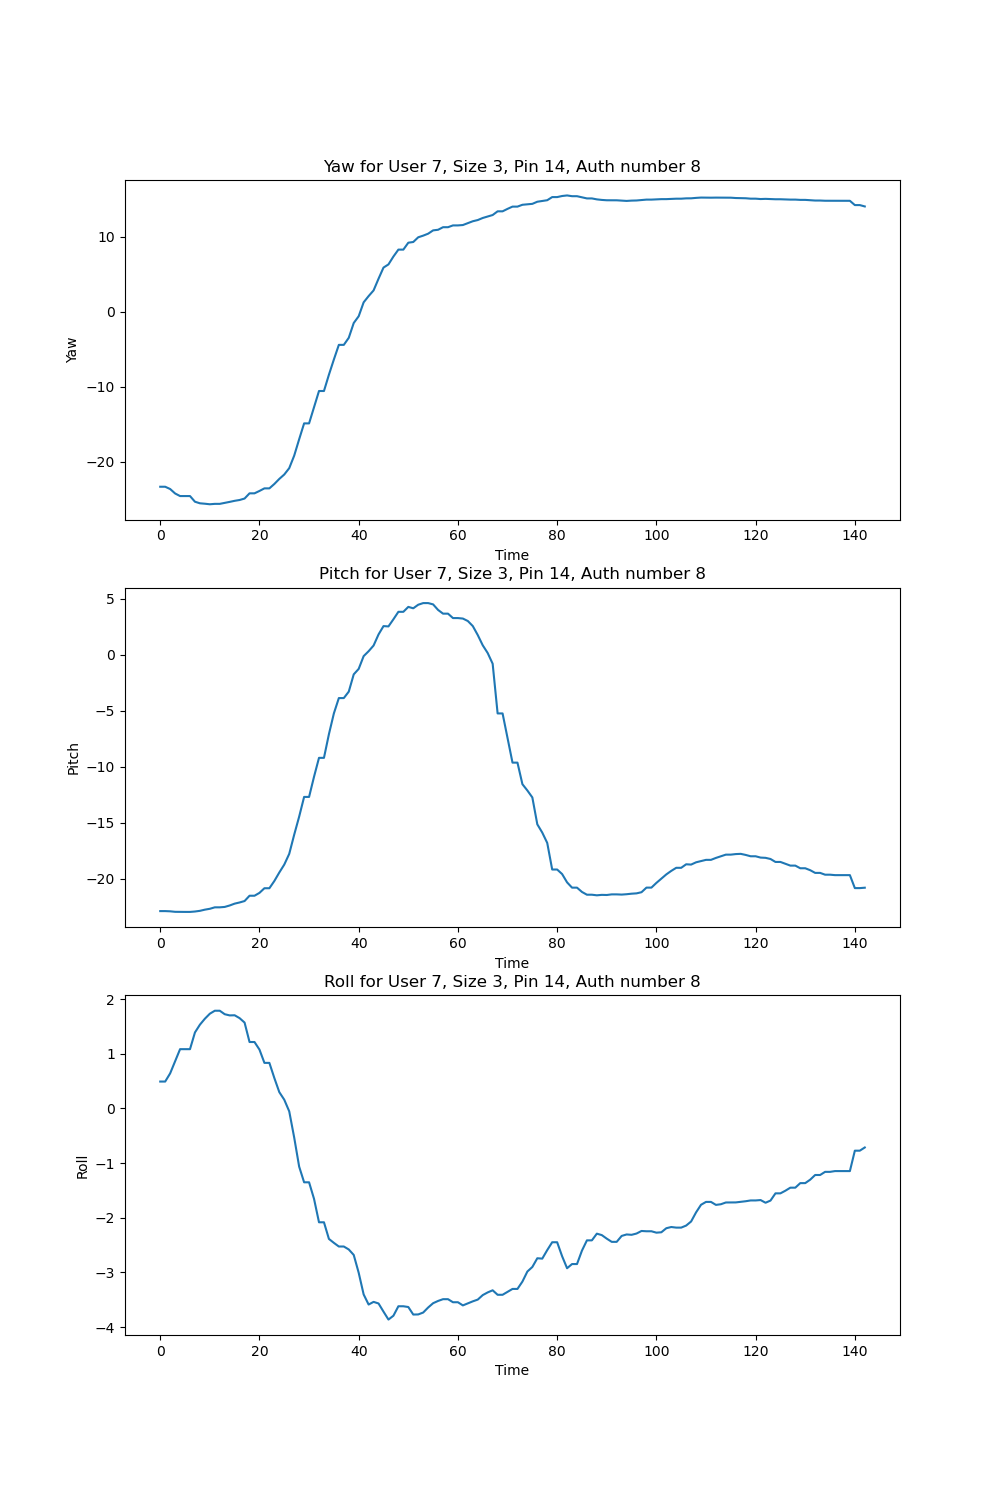 Yaw for User 7, Size 3, Pin 14, Auth number 8
10
0
−10
−20
Yaw
0 20 40 60 80 100 120 140
Time
Pitch for User 7, Size 3, Pin 14, Auth number 8
5
0
−5
−10
−15
−20
Pitch
0 20 40 60 80 100 120 140
Time
Roll for User 7, Size 3, Pin 14, Auth number 8
2
1
0
−1
−2
−3
−4
Roll
0 20 40 60 80 100 120 140
Time